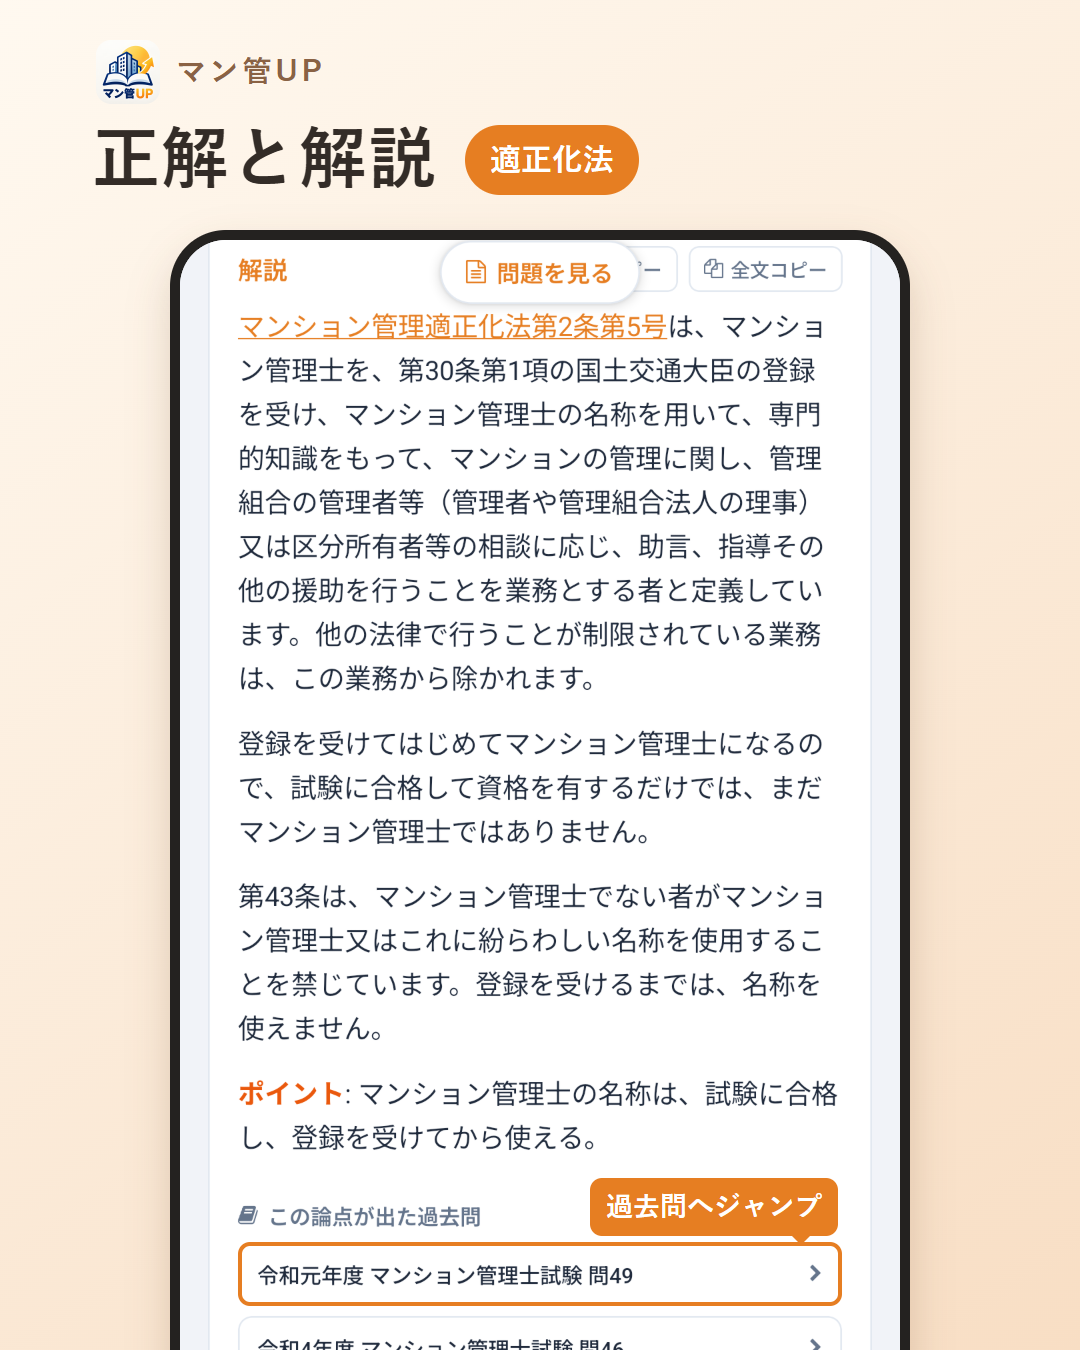 マン管UP
マン管UP
正解と解説
適正化法
解説
問題を見る
ピー
全文コピー
マンション管理適正化法第2条第5号は、マンショ
ン管理士を、第30条第1項の国土交通大臣の登録
を受け、マンション管理士の名称を用いて、専門
的知識をもって、マンションの管理に関し、管理
組合の管理者等（管理者や管理組合法人の理事）
又は区分所有者等の相談に応じ、助言、指導その
他の援助を行うことを業務とする者と定義してい
ます。他の法律で行うことが制限されている業務
は、この業務から除かれます。
登録を受けてはじめてマンション管理士になるの
で、試験に合格して資格を有するだけでは、まだ
マンション管理士ではありません。
第43条は、マンション管理士でない者がマンショ
ン管理士又はこれに紛らわしい名称を使用するこ
とを禁じています。登録を受けるまでは、名称を
使えません。
ポイント: マンション管理士の名称は、試験に合格
し、登録を受けてから使える。
この論点が出た過去問
過去問へジャンプ
令和元年度 マンション管理士試験 問49
令和4年度 マンション管理士試験 問46